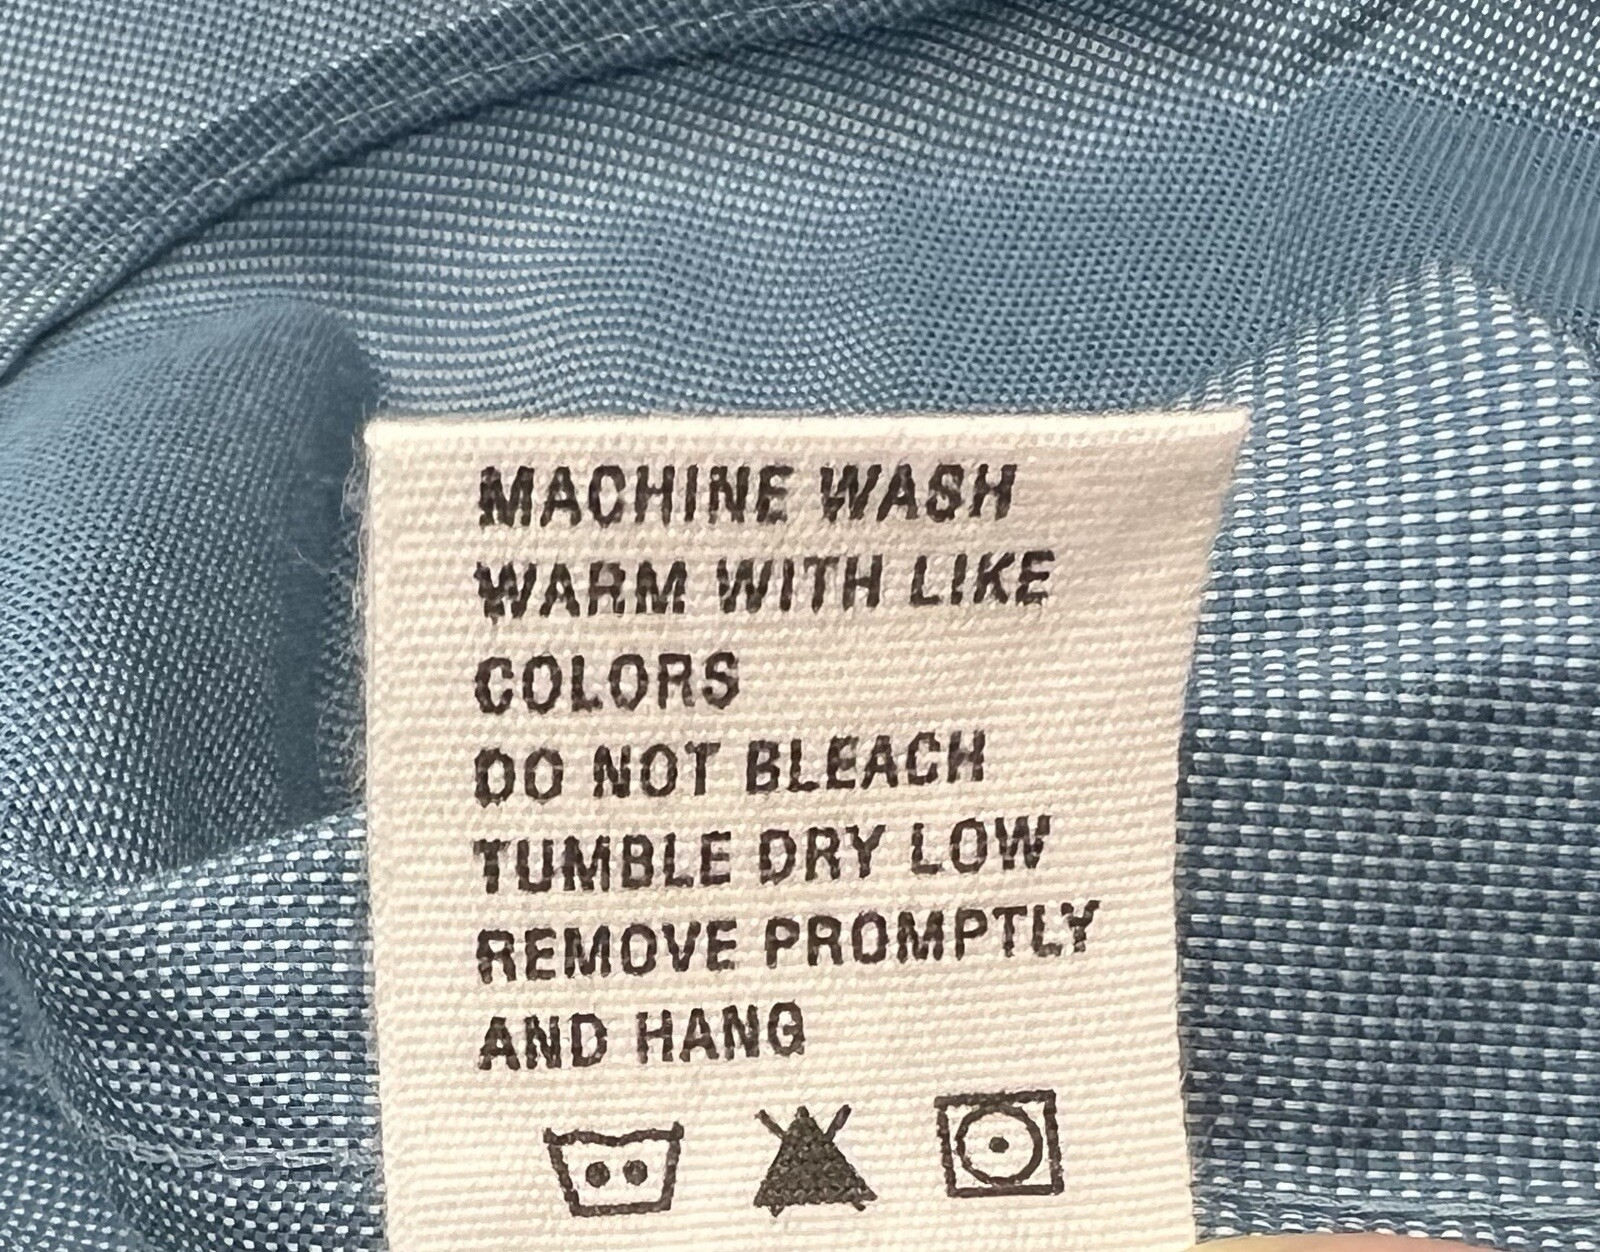 MACHINE WASH
WARM WITH LIKE
COLORS
DO NOT BLEACH
TUMBLE DRY LOW
REMOVE PROMPTLY
AND HANG